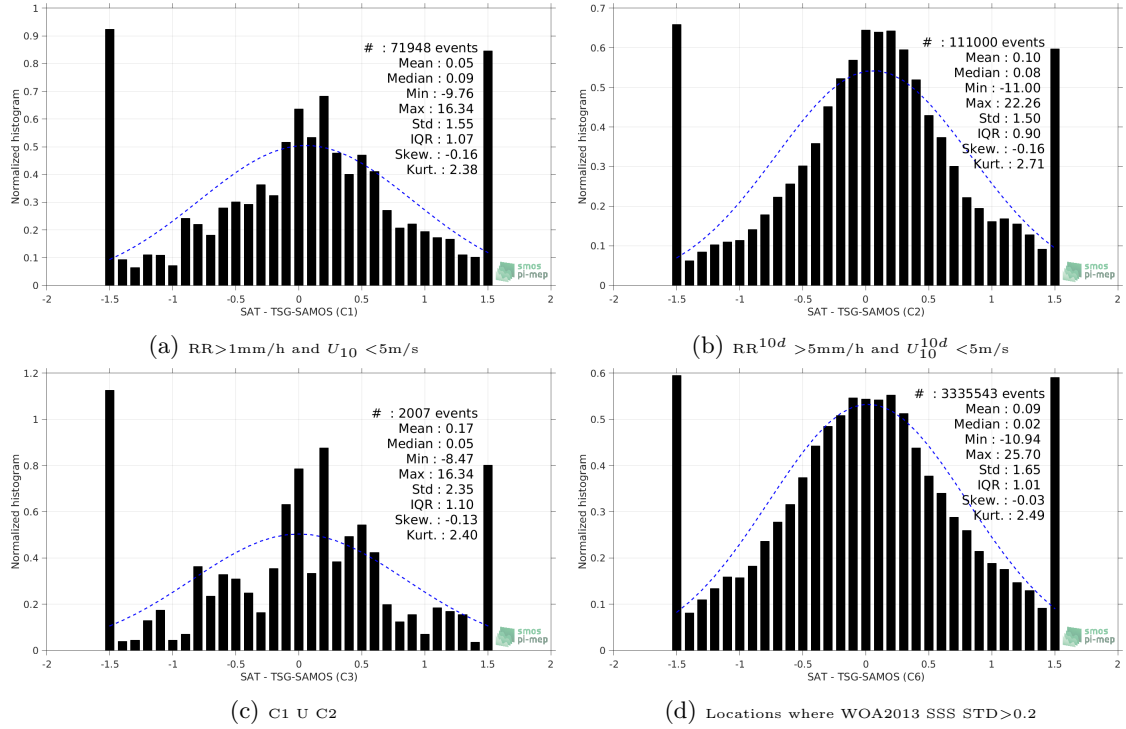 Normalized histogram
1
0.9
0.8
0.7
0.6
0.5
0.4
0.3
0.2
0.1
0
# : 71948 events
Mean : 0.05
Median : 0.09
Min : -9.76
Max : 16.34
Std : 1.55
IQR : 1.07
Skew. : -0.16
Kurt. : 2.38
smos
pi-mep
-2 -1.5 -1 -0.5 0 0.5 1 1.5 2
SAT - TSG-SAMOS (C1)
(a) RR>1mm/h and U10 <5m/s
Normalized histogram
0.7
0.6
0.5
0.4
0.3
0.2
0.1
0
# : 111000 events
Mean : 0.10
Median : 0.08
Min : -11.00
Max : 22.26
Std : 1.50
IQR : 0.90
Skew. : -0.16
Kurt. : 2.71
smos
pi-mep
-2 -1.5 -1 -0.5 0 0.5 1 1.5 2
SAT - TSG-SAMOS (C2)
(b) RR^10d >5mm/h and U10^10d <5m/s
Normalized histogram
1.2
1
0.8
0.6
0.4
0.2
0
# : 2007 events
Mean : 0.17
Median : 0.05
Min : -8.47
Max : 16.34
Std : 2.35
IQR : 1.10
Skew. : -0.13
Kurt. : 2.40
smos
pi-mep
-2 -1.5 -1 -0.5 0 0.5 1 1.5 2
SAT - TSG-SAMOS (C3)
(c) C1 U C2
Normalized histogram
0.6
0.5
0.4
0.3
0.2
0.1
0
# : 3335543 events
Mean : 0.09
Median : 0.02
Min : -10.94
Max : 25.70
Std : 1.65
IQR : 1.01
Skew. : -0.03
Kurt. : 2.49
smos
pi-mep
-2 -1.5 -1 -0.5 0 0.5 1 1.5 2
SAT - TSG-SAMOS (C6)
(d) Locations where WOA2013 SSS STD>0.2